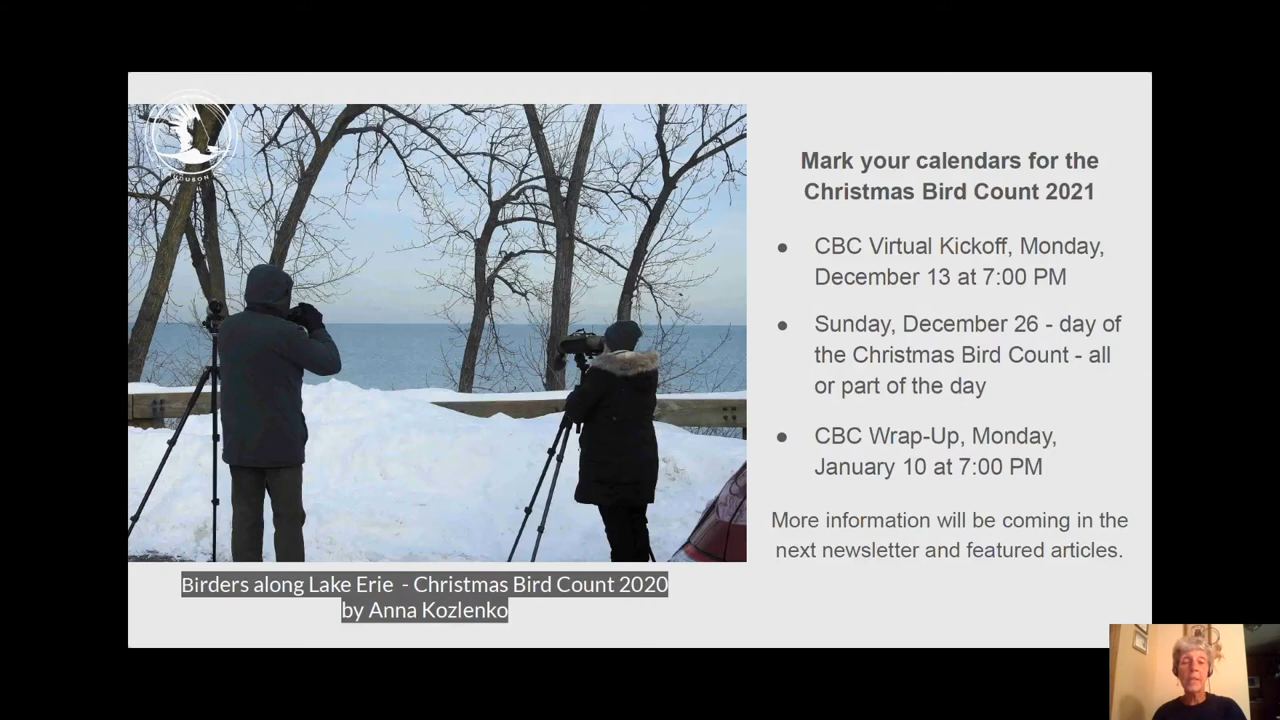 Mark your calendars for the
Christmas Bird Count 2021
● CBC Virtual Kickoff, Monday,
December 13 at 7:00 PM
● Sunday, December 26 - day of
the Christmas Bird Count - all
or part of the day
● CBC Wrap-Up, Monday,
January 10 at 7:00 PM
More information will be coming in the
next newsletter and featured articles.
Birders along Lake Erie - Christmas Bird Count 2020
by Anna Kozlenko